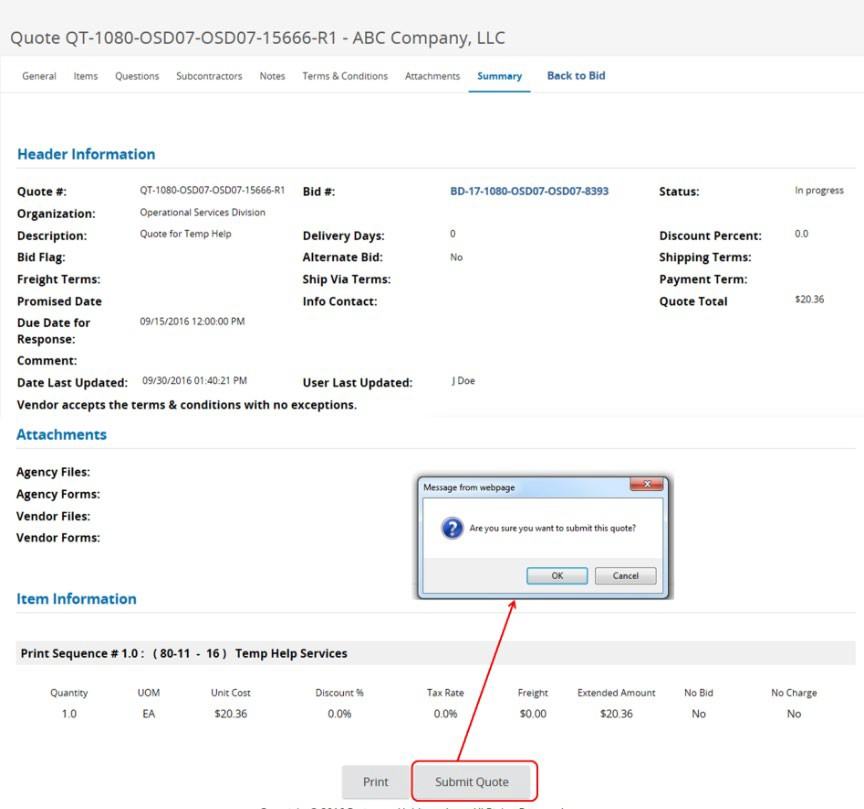 Quote QT-1080-OSD07-OSD07-15666-R1 - ABC Company, LLC
General Items Questions Subcontractors Notes Terms & Conditions Attachments Summary Back to Bid
Header Information
Quote #: QT-1080-OSD07-OSD07-15666-R1 Bid #: BD-17-1080-OSD07-OSD07-8393 Status: In progress
Organization: Operational Services Division
Description: Quote for Temp Help Delivery Days: 0 Discount Percent: 0.0
Bid Flag: Alternate Bid: No Shipping Terms:
Freight Terms: Ship Via Terms: Payment Term:
Promised Date Info Contact: Quote Total $20.36
Due Date for 09/15/2016 12:00:00 PM
Response:
Comment:
Date Last Updated: 09/30/2016 01:40:21 PM User Last Updated: J Doe
Vendor accepts the terms & conditions with no exceptions.
Attachments
Agency Files:
Agency Forms:
Vendor Files:
Vendor Forms:
Message from webpage
Are you sure you want to submit this quote?
OK Cancel
Item Information
Print Sequence # 1.0 : ( 80-11 - 16 ) Temp Help Services
Quantity UOM Unit Cost Discount % Tax Rate Freight Extended Amount No Bid No Charge
1.0 EA $20.36 0.0% 0.0% $0.00 $20.36 No No
Print Submit Quote